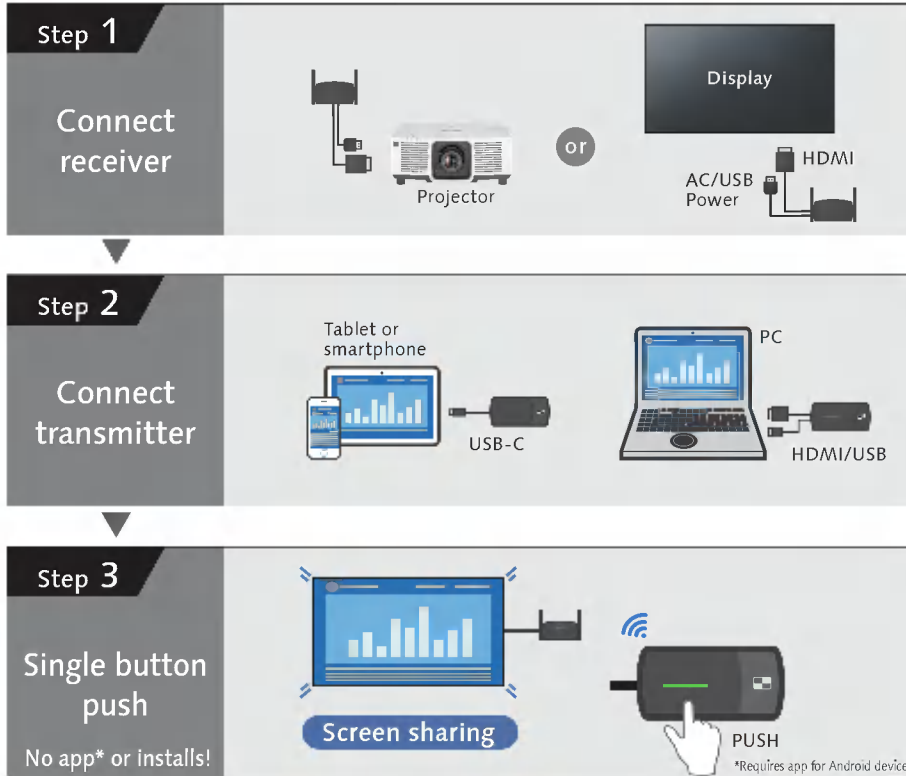 Step 1
Connect
receiver
Projector
or
Display
HDMI
AC/USB
Power
Step 2
Connect
transmitter
Tablet or
smartphone
USB-C
PC
HDMI/USB
Step 3
Single button
push
No app* or installs!
Screen sharing
PUSH
*Requires app for Android device